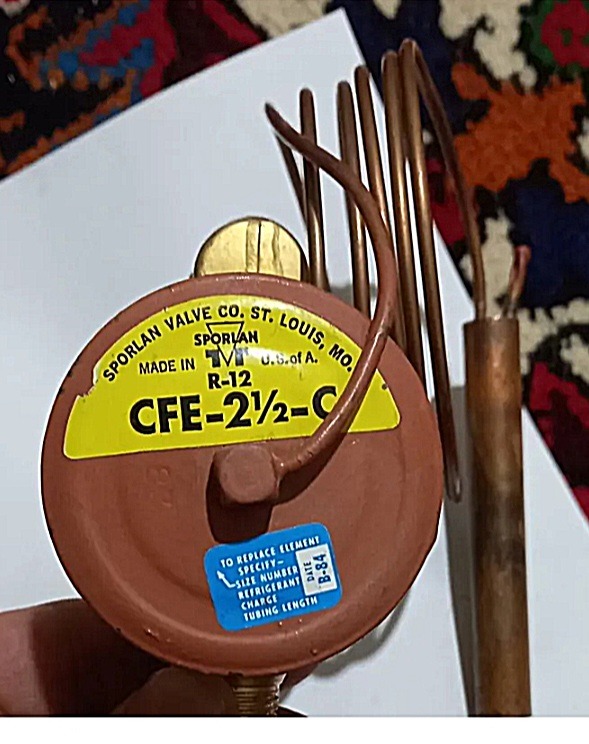 SPORLAN VALVE CO. ST. LOUIS, MO.
SPORLAN
MADE IN U.S. of A.
R-12
CFE-2½-C
TO REPLACE ELEMENT
SPECIFY-
SIZE NUMBER
REFRIGERANT
CHARGE
TUBING LENGTH
DATE
B-84